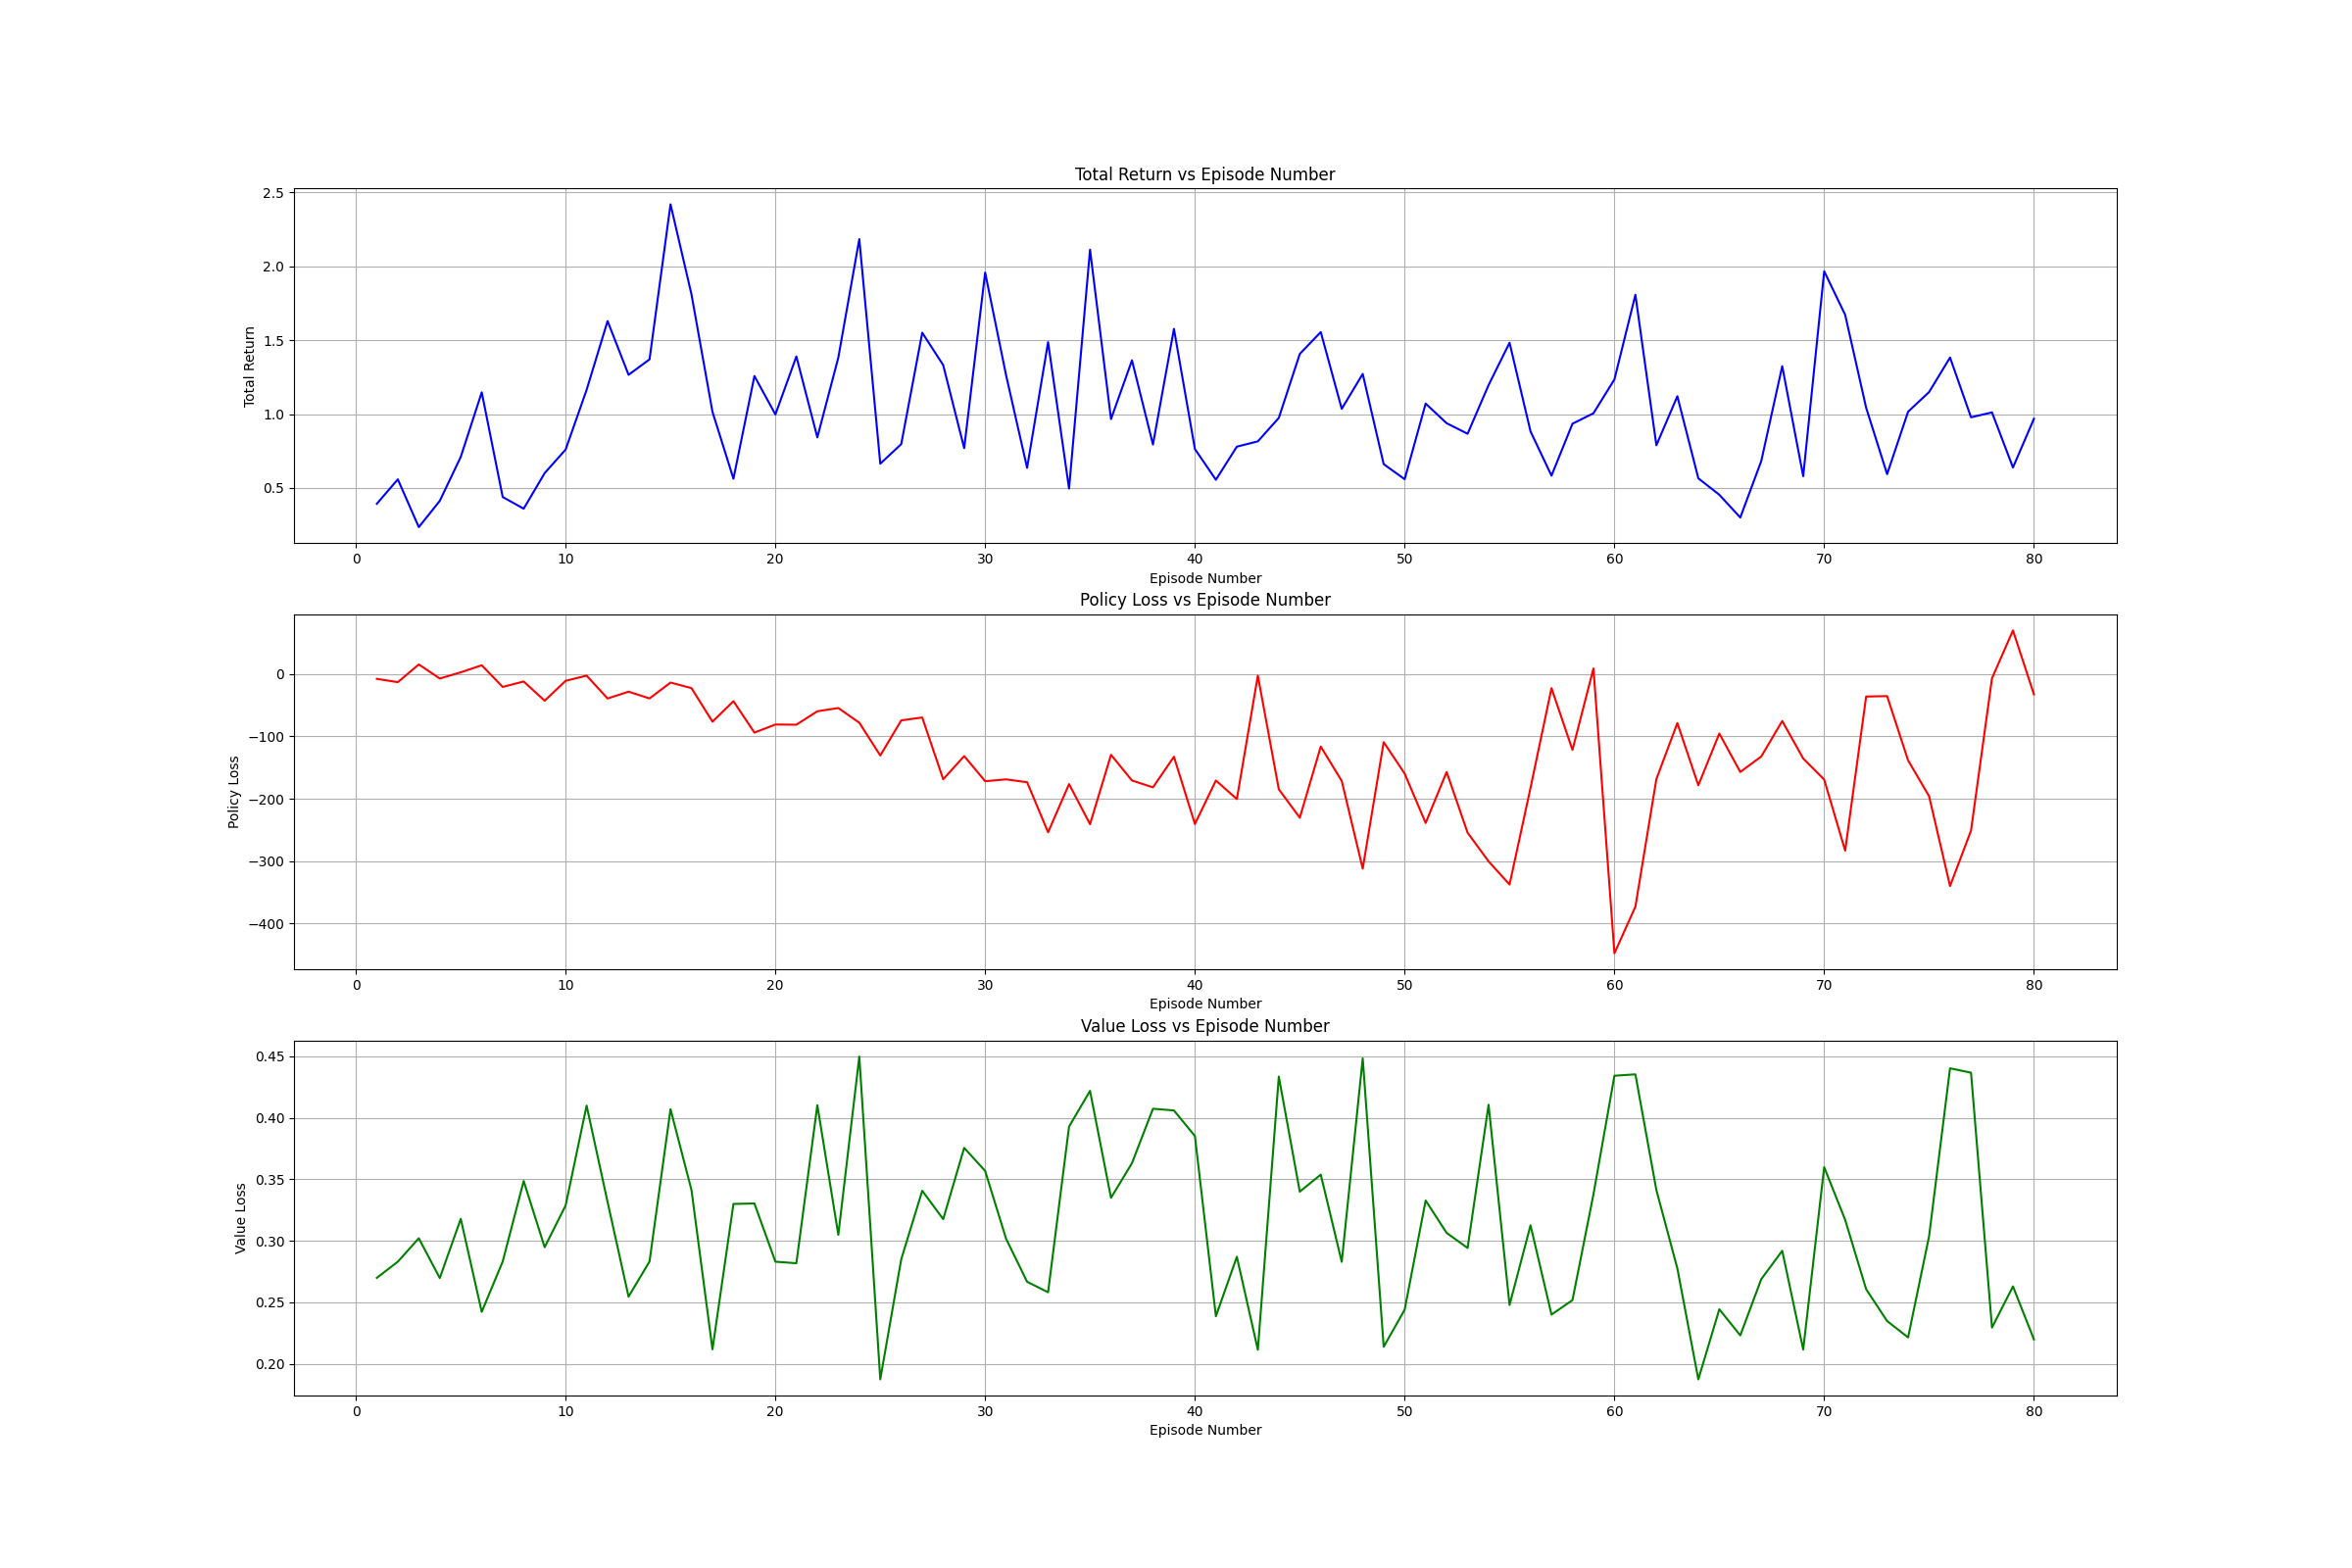 Total Return vs Episode Number
2.5
2.0
1.5
1.0
0.5
Total Return
0 10 20 30 40 50 60 70 80
Episode Number
Policy Loss vs Episode Number
0
−100
−200
−300
−400
Policy Loss
0 10 20 30 40 50 60 70 80
Episode Number
Value Loss vs Episode Number
0.45
0.40
0.35
0.30
0.25
0.20
Value Loss
0 10 20 30 40 50 60 70 80
Episode Number